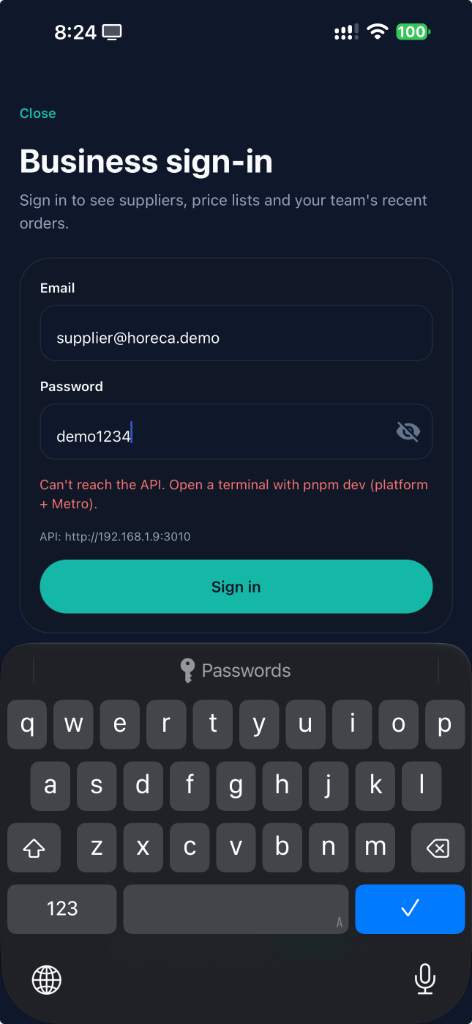 8:24
100
Close
Business sign-in
Sign in to see suppliers, price lists and your team's recent
orders.
Email
supplier@horeca.demo
Password
demo1234
Can't reach the API. Open a terminal with pnpm dev (platform
+ Metro).
API: http://192.168.1.9:3010
Sign in
Passwords
q w e r t y u i o p
a s d f g h j k l
z x c v b n m
123
A